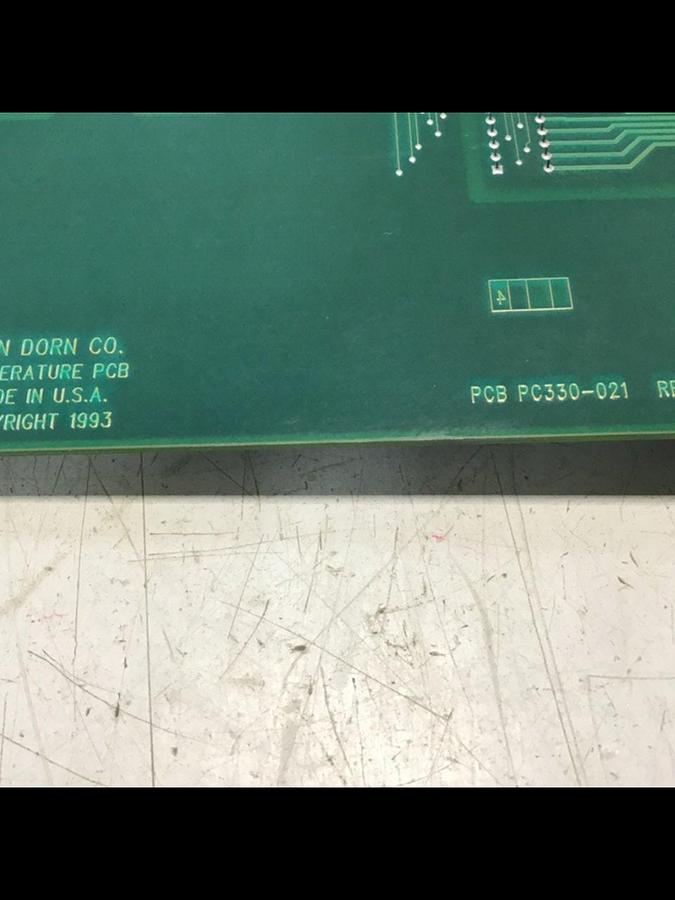 4
N DORN CO.
ERATURE PCB
DE IN U.S.A.
YRIGHT 1993
PCB PC330-021 RE